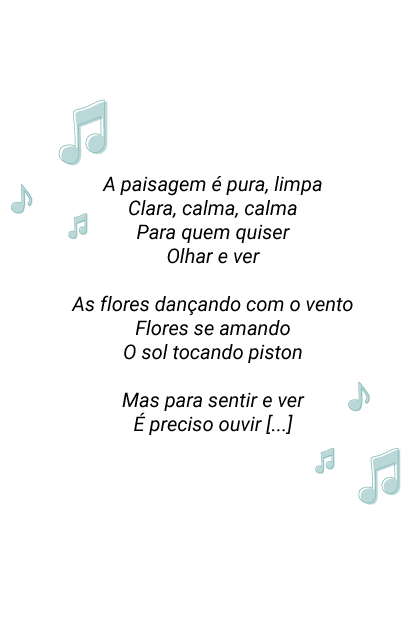 A paisagem é pura, limpa
Clara, calma, calma
Para quem quiser
Olhar e ver
As flores dançando com o vento
Flores se amando
O sol tocando piston
Mas para sentir e ver
É preciso ouvir [...]